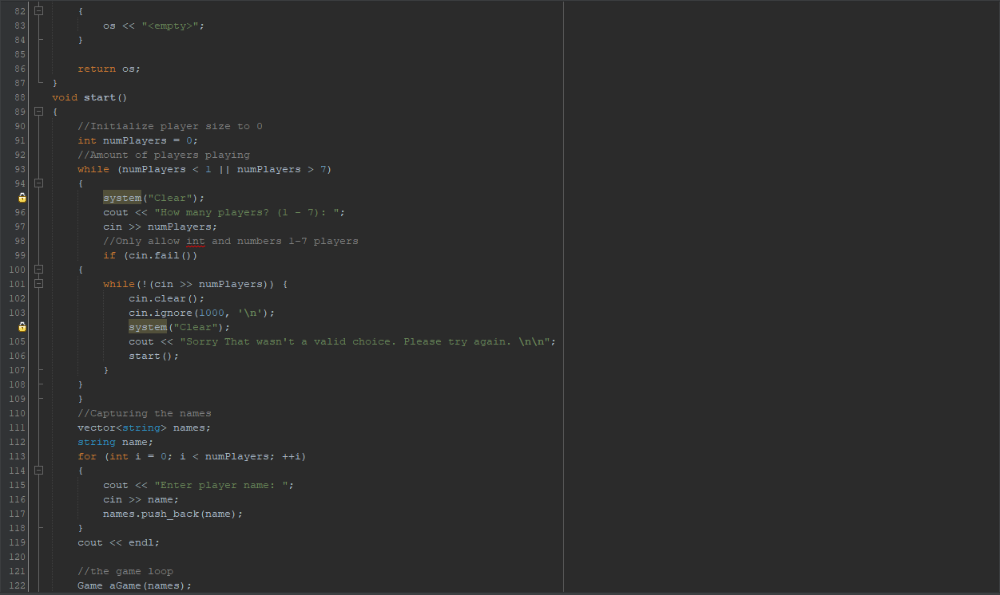 82 {
83 os << "<empty>";
84 }
85
86 return os;
87 }
88 void start()
89 {
90 //Initialize player size to 0
91 int numPlayers = 0;
92 //Amount of players playing
93 while (numPlayers < 1 || numPlayers > 7)
94 {
system("Clear");
96 cout << "How many players? (1 - 7): ";
97 cin >> numPlayers;
98 //Only allow int and numbers 1-7 players
99 if (cin.fail())
100 {
101 while(!(cin >> numPlayers)) {
102 cin.clear();
103 cin.ignore(1000, '\n');
system("Clear");
105 cout << "Sorry That wasn't a valid choice. Please try again. \n\n";
106 start();
107 }
108 }
109 }
110 //Capturing the names
111 vector<string> names;
112 string name;
113 for (int i = 0; i < numPlayers; ++i)
114 {
115 cout << "Enter player name: ";
116 cin >> name;
117 names.push_back(name);
118 }
119 cout << endl;
120
121 //the game loop
122 Game aGame(names);